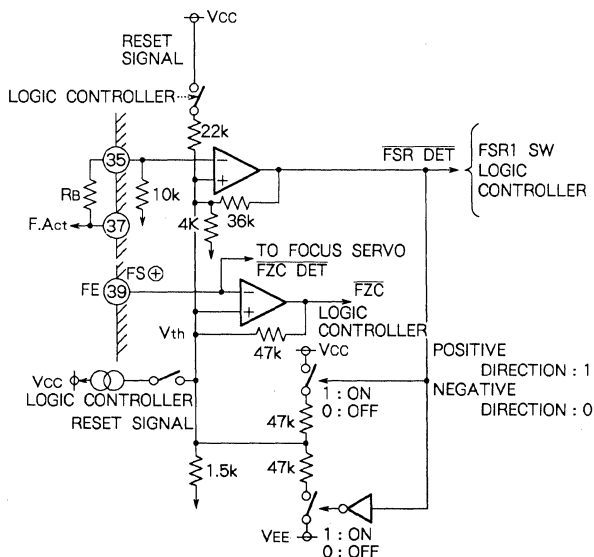 Vcc
RESET
SIGNAL
LOGIC CONTROLLER
22k
35
RB
10k
F.Act
37
4K
36k
FSR DET
FSR1 SW
LOGIC
CONTROLLER
TO FOCUS SERVO
FZC DET
FS⊕
FE 39
FZC
LOGIC
CONTROLLER
Vth
47k
Vcc
POSITIVE
DIRECTION : 1
NEGATIVE
DIRECTION : 0
1 : ON
0 : OFF
Vcc
LOGIC CONTROLLER
RESET SIGNAL
47k
47k
1.5k
VEE
1 : ON
0 : OFF